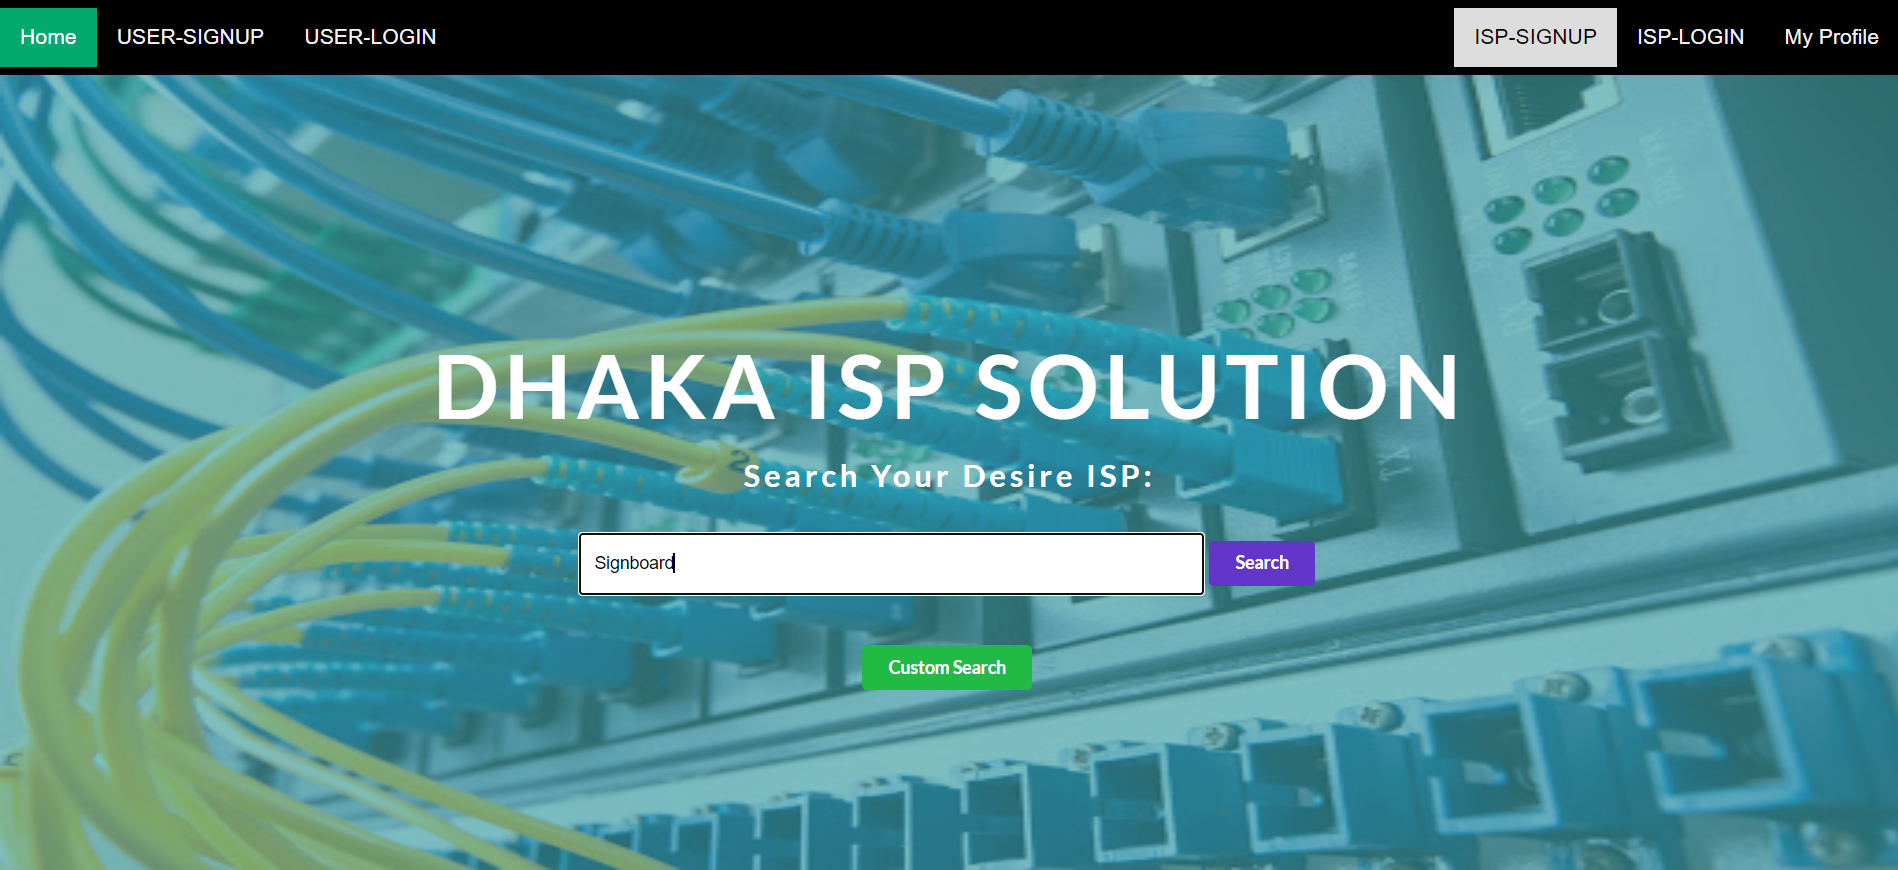 Home USER-SIGNUP USER-LOGIN ISP-SIGNUP ISP-LOGIN My Profile
DHAKA ISP SOLUTION
2
Search Your Desire ISP:
Signboard Search
Custom Search